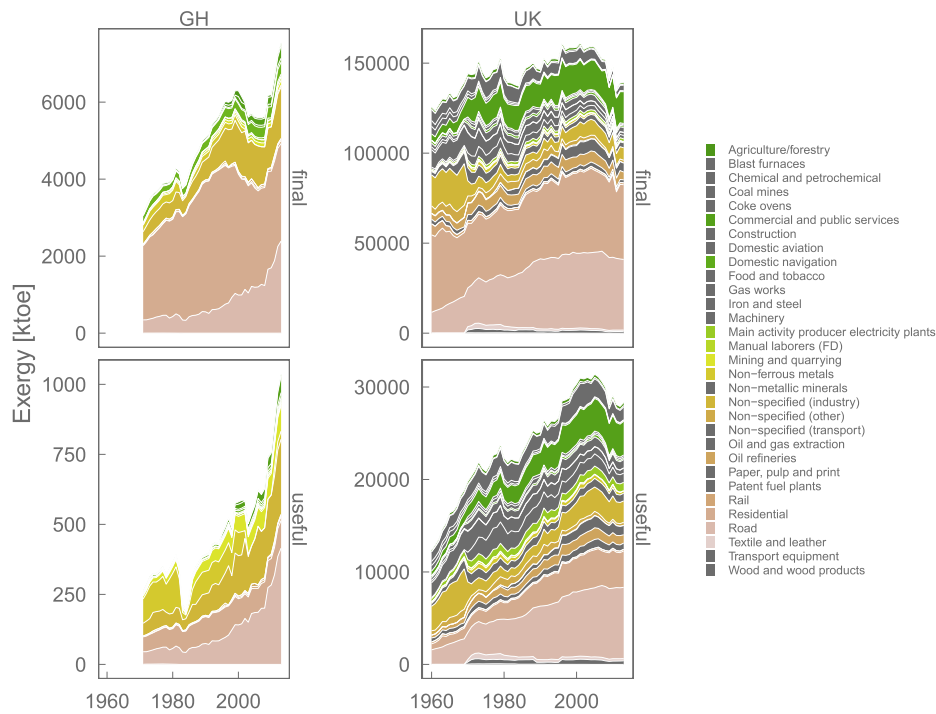 GH
UK
Exergy [ktoe]
6000
4000
2000
0
final
150000
100000
50000
0
final
1000
750
500
250
0
useful
30000
20000
10000
0
useful
1960 1980 2000
1960 1980 2000
Agriculture/forestry
Blast furnaces
Chemical and petrochemical
Coal mines
Coke ovens
Commercial and public services
Construction
Domestic aviation
Domestic navigation
Food and tobacco
Gas works
Iron and steel
Machinery
Main activity producer electricity plants
Manual laborers (FD)
Mining and quarrying
Non−ferrous metals
Non−metallic minerals
Non−specified (industry)
Non−specified (other)
Non−specified (transport)
Oil and gas extraction
Oil refineries
Paper, pulp and print
Patent fuel plants
Rail
Residential
Road
Textile and leather
Transport equipment
Wood and wood products